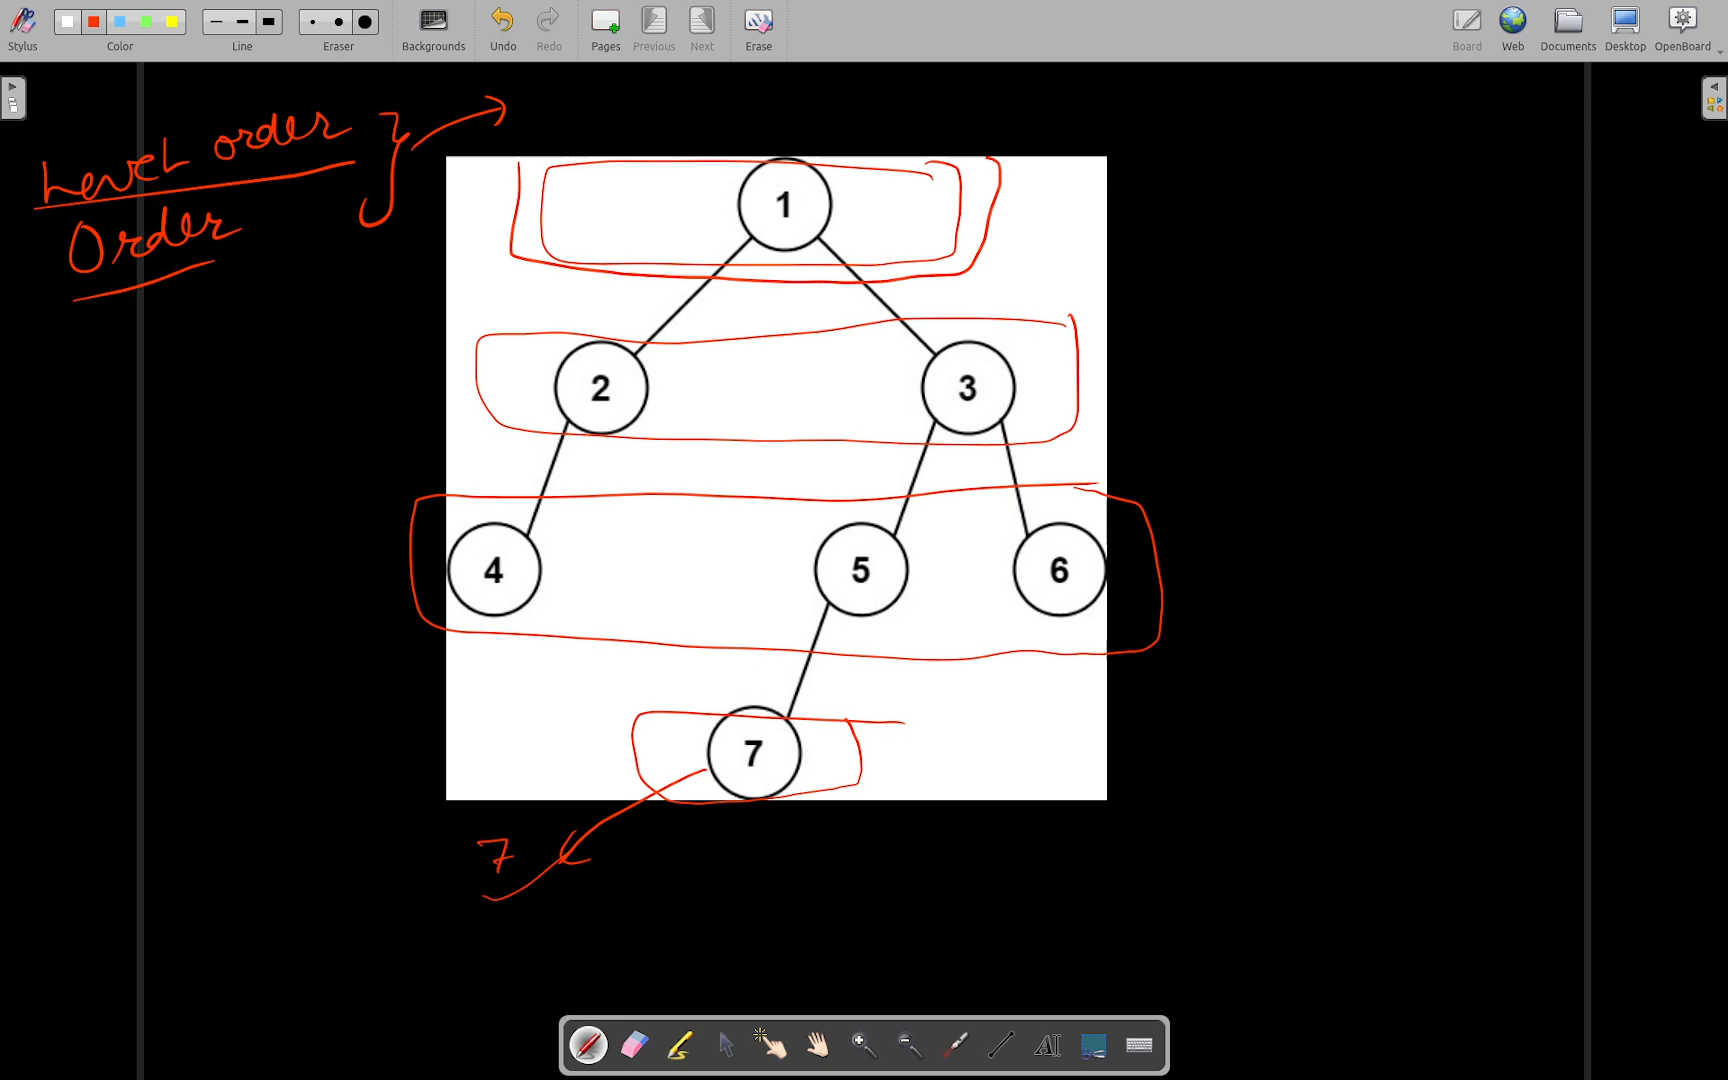 Stylus
Color
Line
Eraser
Backgrounds
Undo
Redo
Pages
Previous
Next
Erase
Board
Web
Documents
Desktop
OpenBoard
Level order
Order
1
2
3
4
5
6
7
7
AI